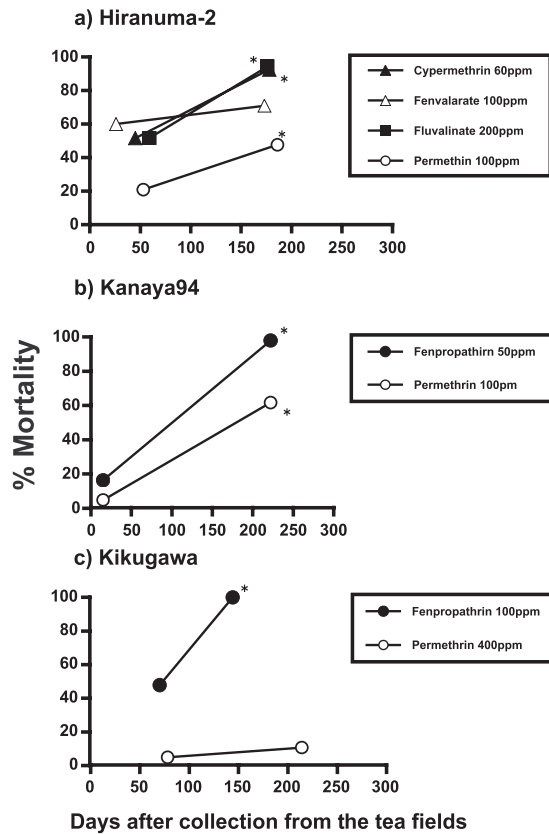 a) Hiranuma-2
100
80
60
40
20
0
0 50 100 150 200 250 300
*
*
*
Cypermethrin 60ppm
Fenvalarate 100ppm
Fluvalinate 200ppm
Permethin 100ppm
b) Kanaya94
100
80
60
40
20
0
0 50 100 150 200 250 300
*
*
Fenpropathirn 50ppm
Permethrin 100pm
% Mortality
c) Kikugawa
100
80
60
40
20
0
0 50 100 150 200 250 300
*
Fenpropathrin 100ppm
Permethrin 400ppm
Days after collection from the tea fields